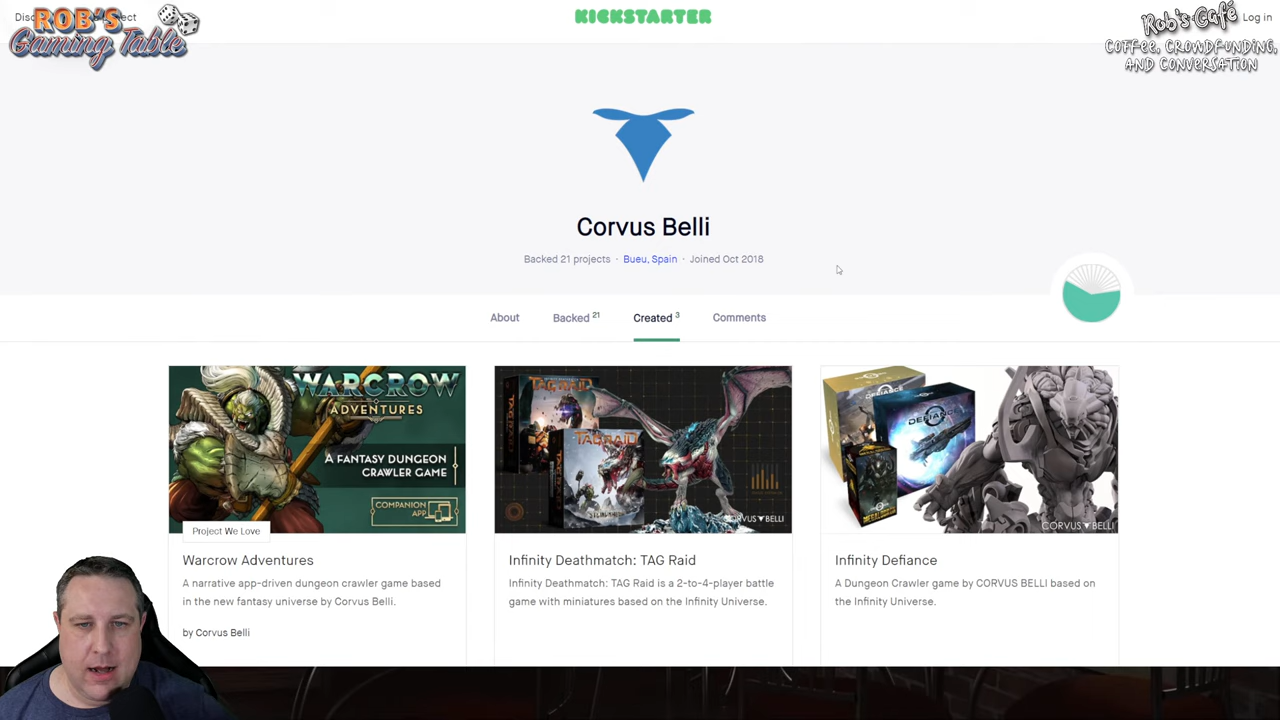 Disc
ect
KICKSTARTER
Log in
ROB'S
Gaming Table
Rob's Café
COFFEE, CROWDFUNDING,
AND CONVERSATION
Corvus Belli
Backed 21 projects · Bueu, Spain · Joined Oct 2018
About
Backed 21
Created 3
Comments
WARCROW
ADVENTURES
A FANTASY DUNGEON
CRAWLER GAME
COMPANION
APP
Project We Love
Warcrow Adventures
A narrative app-driven dungeon crawler game based
in the new fantasy universe by Corvus Belli.
by Corvus Belli
TAG RAID
TAG RAID
CORVUS BELLI
Infinity Deathmatch: TAG Raid
Infinity Deathmatch: TAG Raid is a 2-to-4-player battle
game with miniatures based on the Infinity Universe.
DEFIANCE
DEFIANCE
CORVUS BELLI
Infinity Defiance
A Dungeon Crawler game by CORVUS BELLI based on
the Infinity Universe.